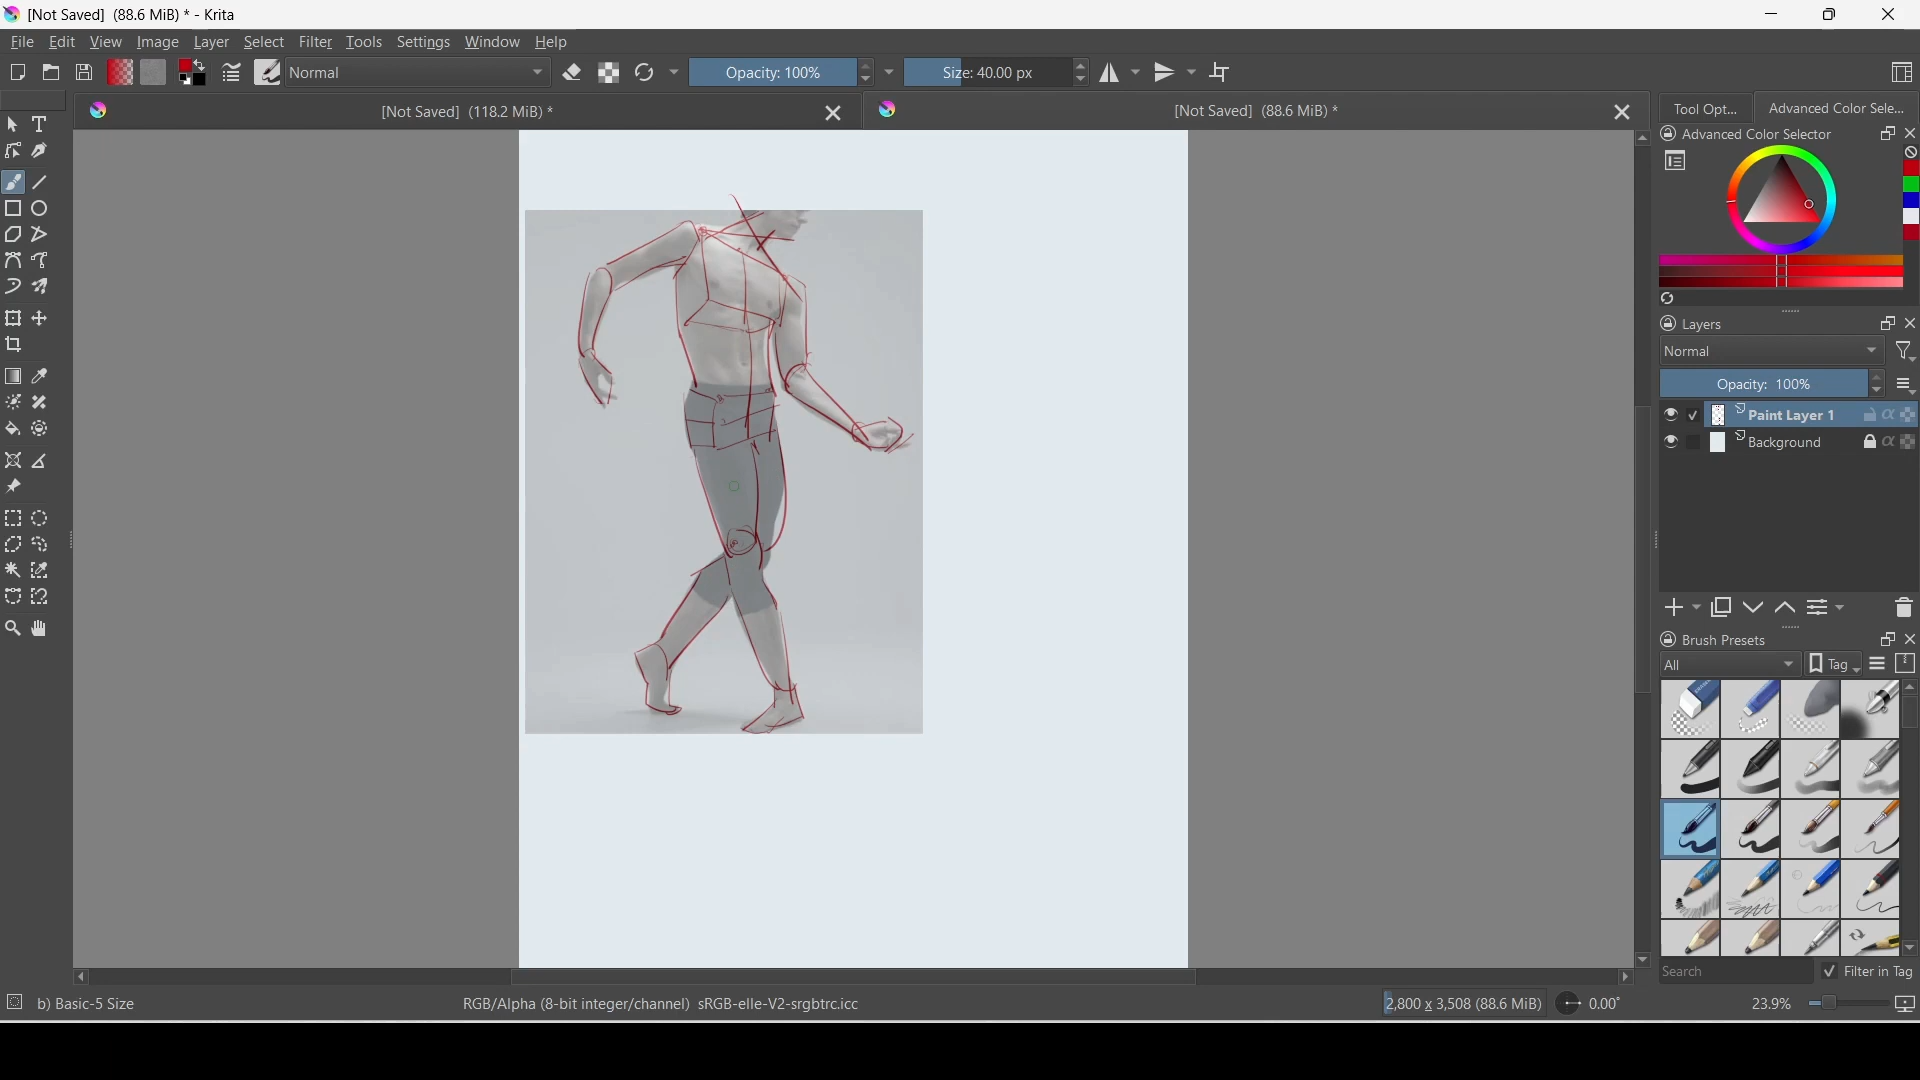 [Not Saved] (88.6 MiB) * - Krita
File Edit View Image Layer Select Filter Tools Settings Window Help
Normal Opacity: 100% Size: 40.00 px
[Not Saved] (118.2 MiB) * [Not Saved] (88.6 MiB) * Tool Opt... Advanced Color Sele...
Advanced Color Selector
Layers
Normal
Opacity: 100%
Paint Layer 1
Background
Brush Presets
All Tag
Search Filter in Tag
b) Basic-5 Size RGB/Alpha (8-bit integer/channel) sRGB-elle-V2-srgbtrc.icc 2,800 x 3,508 (88.6 MiB) 0.00° 23.9%